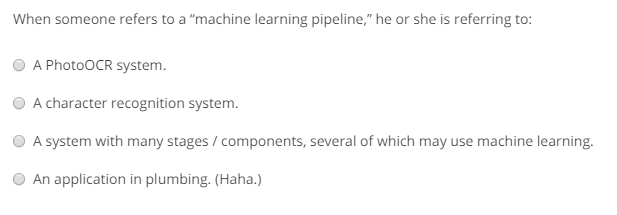 When someone refers to a “machine learning pipeline,” he or she is referring to:
A PhotoOCR system.
A character recognition system.
A system with many stages / components, several of which may use machine learning.
An application in plumbing. (Haha.)